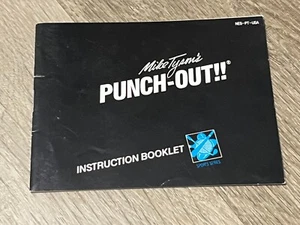 NES-PT-USA
Mike Tyson's
PUNCH-OUT!!®
INSTRUCTION BOOKLET
SPORTS SERIES